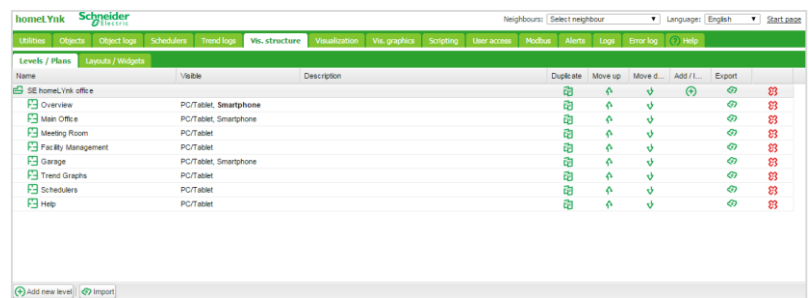 homeLYnk Schneider Electric Neighbours: Select neighbour Language: English Start page
Utilities Objects Object logs Schedulers Trend logs Vis. structure Visualization Vis. graphics Scripting User access Modbus Alerts Logs Error log ? Help
Levels / Plans Layouts / Widgets
Name Visible Description Duplicate Move up Move d... Add / I... Export
SE homeLYnk office
Overview PC/Tablet, Smartphone
Main Office PC/Tablet, Smartphone
Meeting Room PC/Tablet
Facility Management PC/Tablet
Garage PC/Tablet, Smartphone
Trend Graphs PC/Tablet
Schedulers PC/Tablet
Help PC/Tablet
Add new level Import